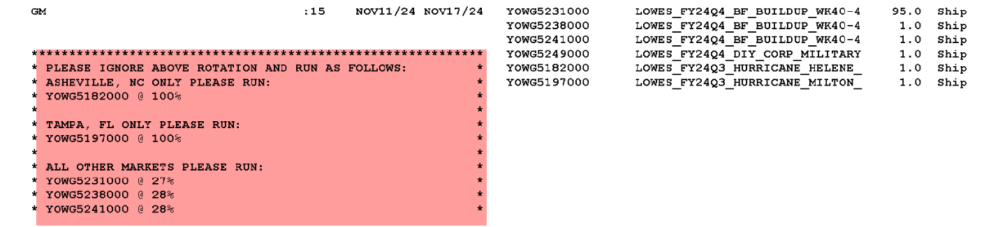 GM :15 NOV11/24 NOV17/24 YOWG5231000 LOWES_FY24Q4_BF_BUILDUP_WK40-4 95.0 Ship
YOWG5238000 LOWES_FY24Q4_BF_BUILDUP_WK40-4 1.0 Ship
YOWG5241000 LOWES_FY24Q4_BF_BUILDUP_WK40-4 1.0 Ship
************************************************************ YOWG5249000 LOWES_FY24Q4_DIY_CORP_MILITARY 1.0 Ship
* PLEASE IGNORE ABOVE ROTATION AND RUN AS FOLLOWS: * YOWG5182000 LOWES_FY24Q3_HURRICANE_HELENE_ 1.0 Ship
* ASHEVILLE, NC ONLY PLEASE RUN: * YOWG5197000 LOWES_FY24Q3_HURRICANE_MILTON_ 1.0 Ship
* YOWG5182000 @ 100% *
* *
* TAMPA, FL ONLY PLEASE RUN: *
* YOWG5197000 @ 100% *
* *
* ALL OTHER MARKETS PLEASE RUN: *
* YOWG5231000 @ 27% *
* YOWG5238000 @ 28% *
* YOWG5241000 @ 28% *